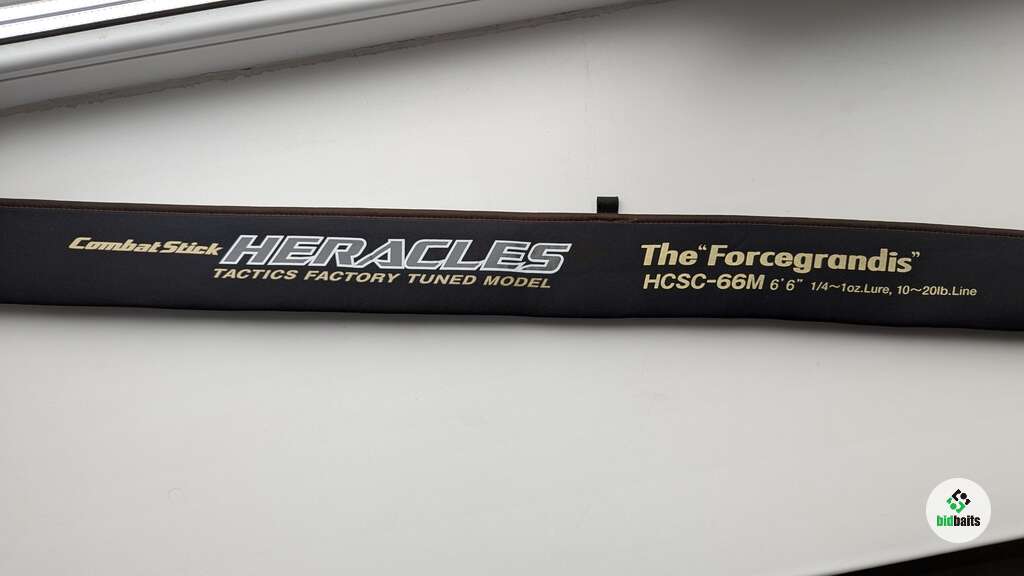 Combat Stick HERACLES
TACTICS FACTORY TUNED MODEL
The "Forcegrandis"
HCSC-66M 6'6" 1/4~1oz.Lure, 10~20lb.Line
bidbaits